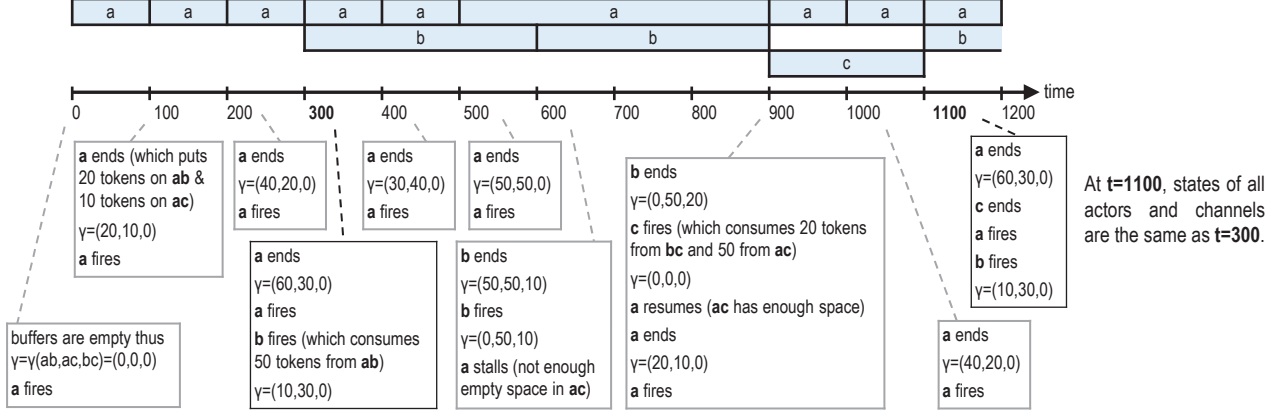 a a a a a a a a a
b b b
c
time
0 100 200 300 400 500 600 700 800 900 1000 1100 1200
a ends (which puts
20 tokens on ab &
10 tokens on ac)
γ=(20,10,0)
a fires
a ends
γ=(40,20,0)
a fires
a ends
γ=(30,40,0)
a fires
a ends
γ=(50,50,0)
a fires
b ends
γ=(0,50,20)
c fires (which consumes 20 tokens
from bc and 50 from ac)
γ=(0,0,0)
a resumes (ac has enough space)
a ends
γ=(20,10,0)
a fires
a ends
γ=(60,30,0)
c ends
a fires
b fires
γ=(10,30,0)
At t=1100, states of all
actors and channels
are the same as t=300.
a ends
γ=(60,30,0)
a fires
b fires (which consumes
50 tokens from ab)
γ=(10,30,0)
b ends
γ=(50,50,10)
b fires
γ=(0,50,10)
a stalls (not enough
empty space in ac)
buffers are empty thus
γ=γ(ab,ac,bc)=(0,0,0)
a fires
a ends
γ=(40,20,0)
a fires